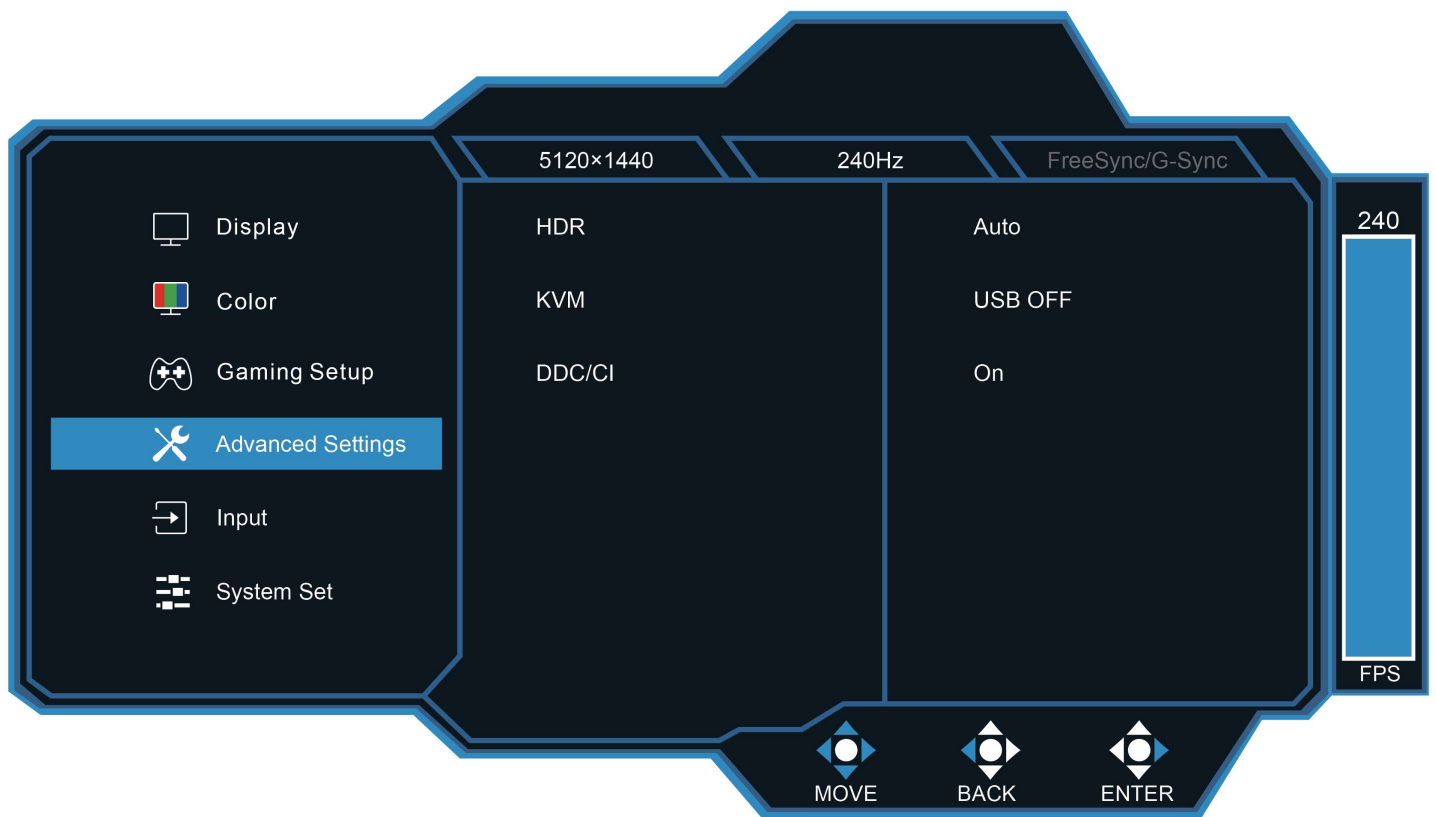 5120×1440
240Hz
FreeSync/G-Sync
Display
Color
Gaming Setup
Advanced Settings
Input
System Set
HDR
Auto
KVM
USB OFF
DDC/CI
On
240
FPS
MOVE
BACK
ENTER